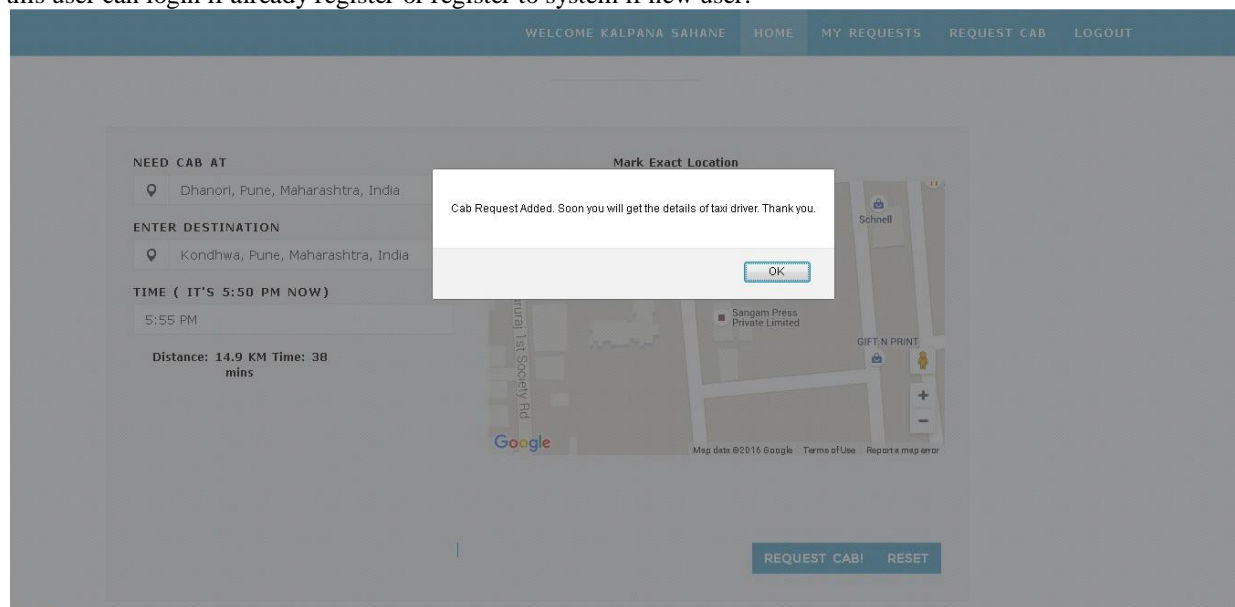 this user can login if already register or register to system if new user.
WELCOME KALPANA SAHANE HOME MY REQUESTS REQUEST CAB LOGOUT
NEED CAB AT
Dhanori, Pune, Maharashtra, India
ENTER DESTINATION
Kondhwa, Pune, Maharashtra, India
TIME ( IT'S 5:50 PM NOW)
5:55 PM
Distance: 14.9 KM Time: 38
mins
Mark Exact Location
Cab Request Added. Soon you will get the details of taxi driver. Thank you.
OK
Schnell
Sangam Press
Private Limited
GIFT N PRINT
1st Society Rd
+
−
Google
Map data ©2016 Google Terms of Use Report a map error
REQUEST CAB! RESET